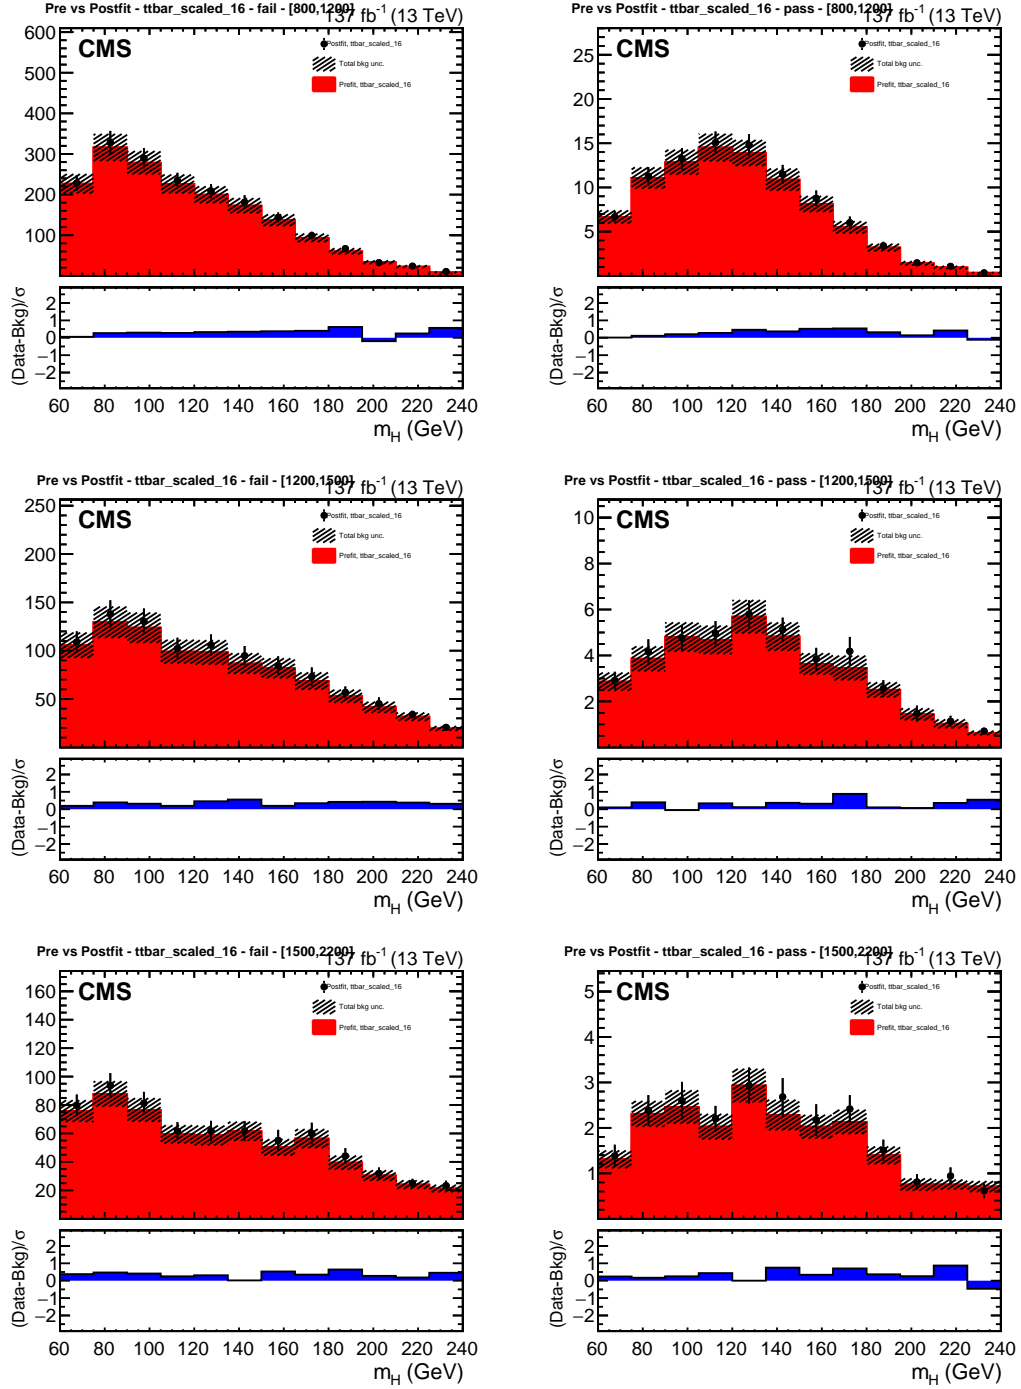 Pre vs Postfit - ttbar_scaled_16 - fail - [800,1200]
137 fb-1 (13 TeV)
CMS
Postfit, ttbar_scaled_16
Total bkg unc.
Prefit, ttbar_scaled_16
600
500
400
300
200
100
(Data-Bkg)/σ
2
1
0
−1
−2
60 80 100 120 140 160 180 200 220 240
m_H (GeV)
Pre vs Postfit - ttbar_scaled_16 - pass - [800,1200]
137 fb-1 (13 TeV)
CMS
Postfit, ttbar_scaled_16
Total bkg unc.
Prefit, ttbar_scaled_16
25
20
15
10
5
(Data-Bkg)/σ
2
1
0
−1
−2
60 80 100 120 140 160 180 200 220 240
m_H (GeV)
Pre vs Postfit - ttbar_scaled_16 - fail - [1200,1500]
137 fb-1 (13 TeV)
CMS
Postfit, ttbar_scaled_16
Total bkg unc.
Prefit, ttbar_scaled_16
250
200
150
100
50
(Data-Bkg)/σ
2
1
0
−1
−2
60 80 100 120 140 160 180 200 220 240
m_H (GeV)
Pre vs Postfit - ttbar_scaled_16 - pass - [1200,1500]
137 fb-1 (13 TeV)
CMS
Postfit, ttbar_scaled_16
Total bkg unc.
Prefit, ttbar_scaled_16
10
8
6
4
2
(Data-Bkg)/σ
2
1
0
−1
−2
60 80 100 120 140 160 180 200 220 240
m_H (GeV)
Pre vs Postfit - ttbar_scaled_16 - fail - [1500,2200]
137 fb-1 (13 TeV)
CMS
Postfit, ttbar_scaled_16
Total bkg unc.
Prefit, ttbar_scaled_16
160
140
120
100
80
60
40
20
(Data-Bkg)/σ
2
1
0
−1
−2
60 80 100 120 140 160 180 200 220 240
m_H (GeV)
Pre vs Postfit - ttbar_scaled_16 - pass - [1500,2200]
137 fb-1 (13 TeV)
CMS
Postfit, ttbar_scaled_16
Total bkg unc.
Prefit, ttbar_scaled_16
5
4
3
2
1
(Data-Bkg)/σ
2
1
0
−1
−2
60 80 100 120 140 160 180 200 220 240
m_H (GeV)